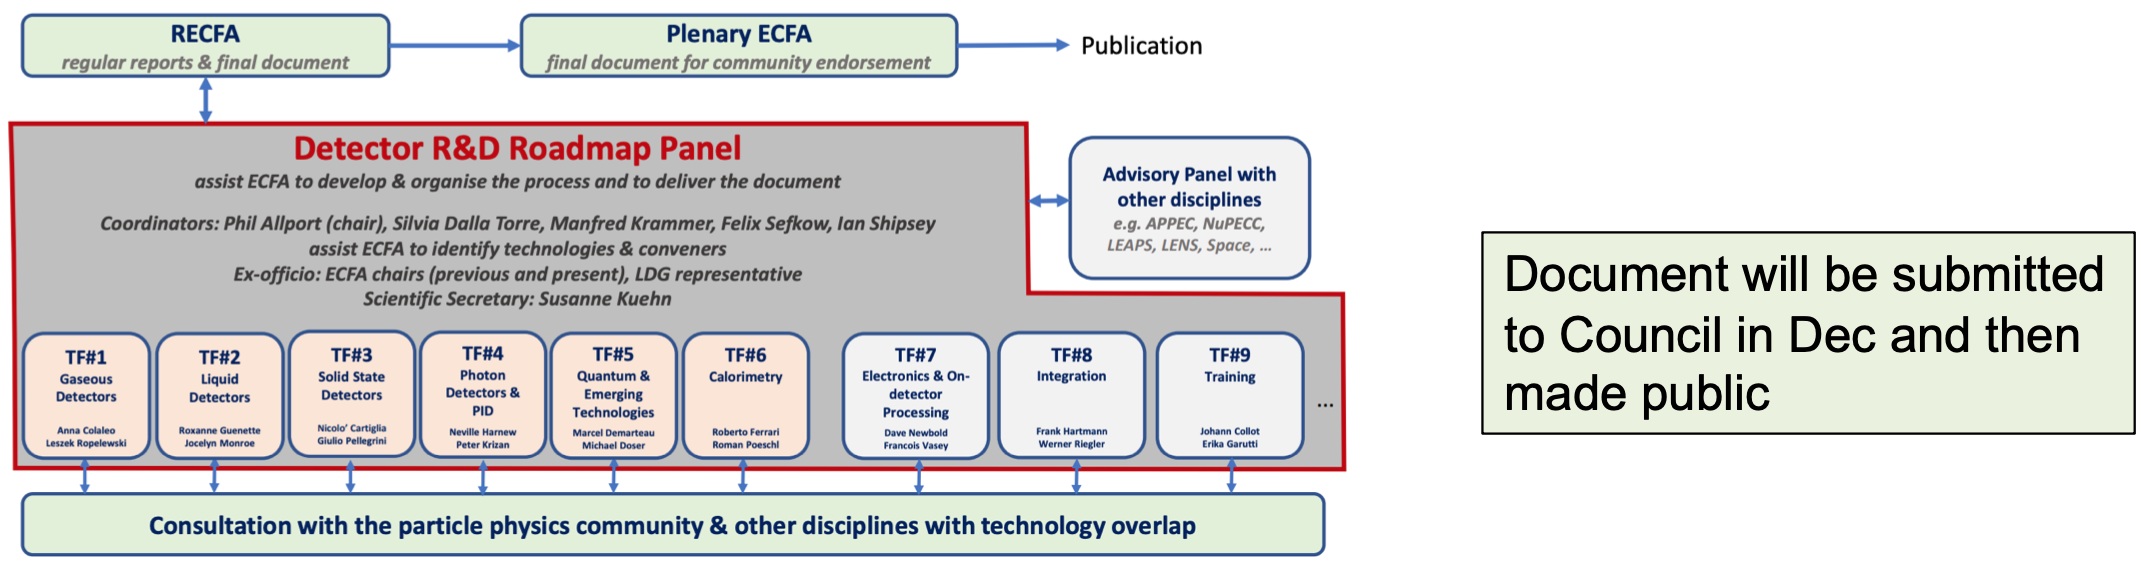 RECFA
regular reports & final document
Plenary ECFA
final document for community endorsement
Publication
Detector R&D Roadmap Panel
assist ECFA to develop & organise the process and to deliver the document
Coordinators: Phil Allport (chair), Silvia Dalla Torre, Manfred Krammer, Felix Sefkow, Ian Shipsey
assist ECFA to identify technologies & conveners
Ex-officio: ECFA chairs (previous and present), LDG representative
Scientific Secretary: Susanne Kuehn
Advisory Panel with
other disciplines
e.g. APPEC, NuPECC,
LEAPS, LENS, Space, ...
TF#1
Gaseous
Detectors
Anna Colaleo
Leszek Ropelewski
TF#2
Liquid
Detectors
Roxanne Guenette
Jocelyn Monroe
TF#3
Solid State
Detectors
Nicolo' Cartiglia
Giulio Pellegrini
TF#4
Photon
Detectors &
PID
Neville Harnew
Peter Krizan
TF#5
Quantum &
Emerging
Technologies
Marcel Demarteau
Michael Doser
TF#6
Calorimetry
Roberto Ferrari
Roman Poeschl
TF#7
Electronics & On-
detector
Processing
Dave Newbold
Francois Vasey
TF#8
Integration
Frank Hartmann
Werner Riegler
TF#9
Training
Johann Collot
Erika Garutti
...
Consultation with the particle physics community & other disciplines with technology overlap
Document will be submitted
to Council in Dec and then
made public